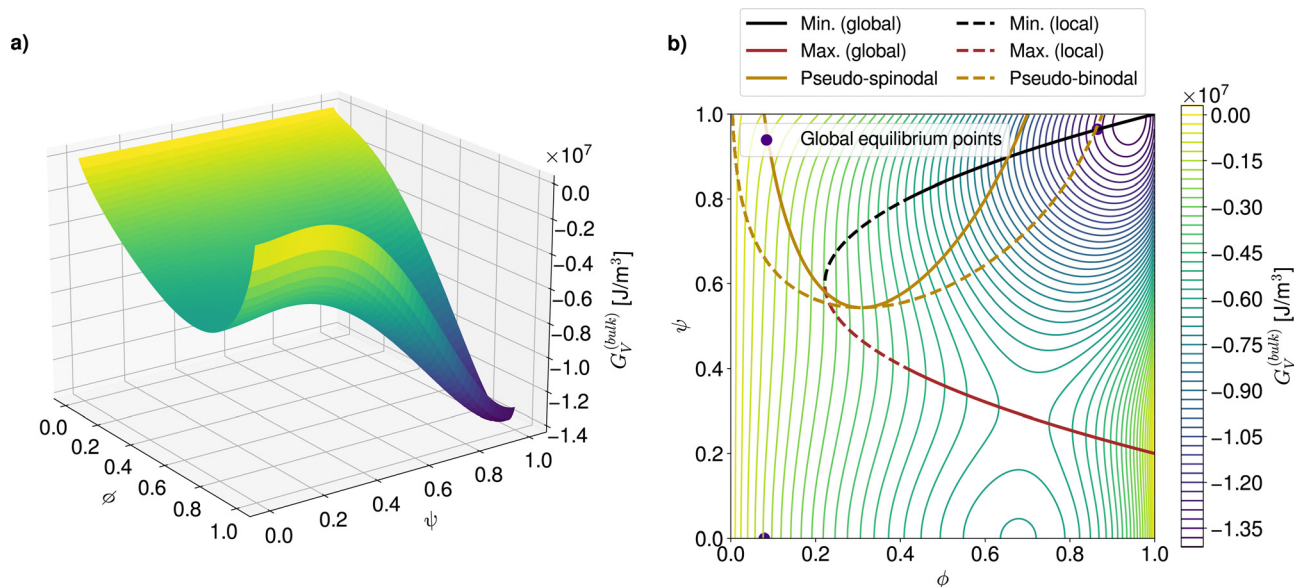 a)
×10⁷
0.0
−0.2
−0.4
−0.6
−0.8
−1.0
−1.2
−1.4
G_V^(bulk) [J/m³]
0.0
0.2
0.4
0.6
0.8
1.0
ϕ
0.0
0.2
0.4
0.6
0.8
1.0
ψ
b)
Min. (global)
Max. (global)
Pseudo-spinodal
Min. (local)
Max. (local)
Pseudo-binodal
Global equilibrium points
1.0
0.8
0.6
0.4
0.2
0.0
ψ
0.0
0.2
0.4
0.6
0.8
1.0
ϕ
×10⁷
0.00
−0.15
−0.30
−0.45
−0.60
−0.75
−0.90
−1.05
−1.20
−1.35
G_V^(bulk) [J/m³]